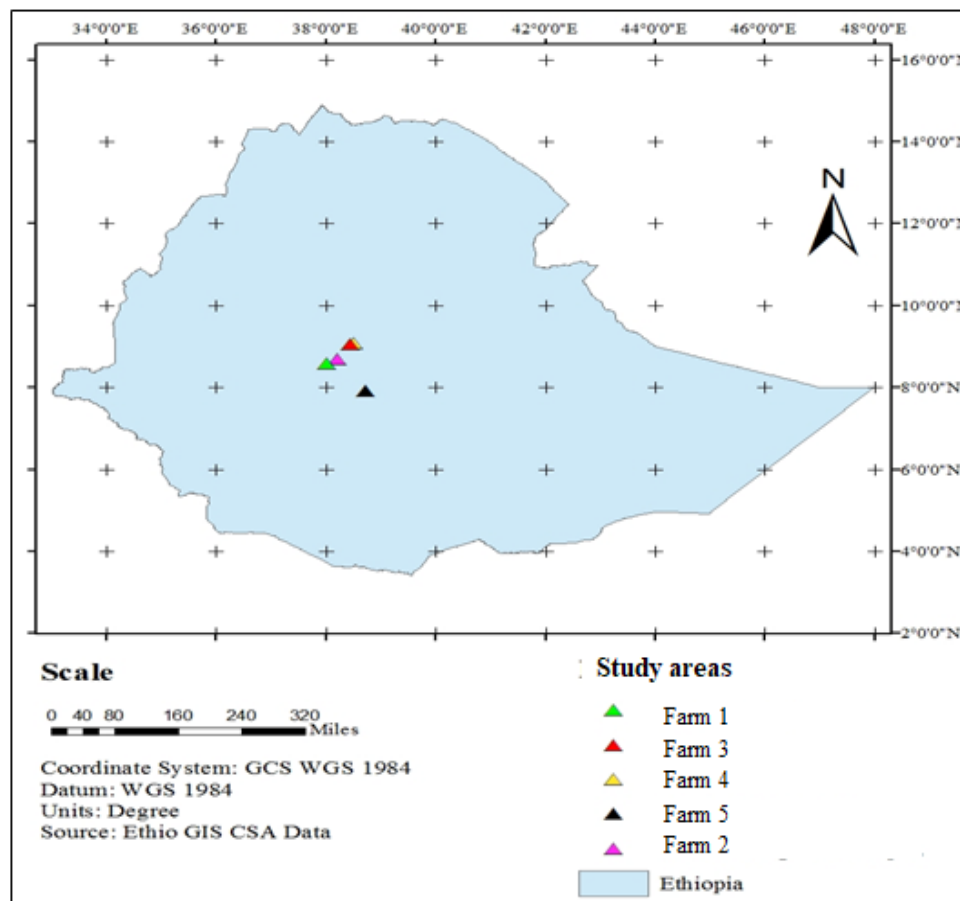 34°0'0"E 36°0'0"E 38°0'0"E 40°0'0"E 42°0'0"E 44°0'0"E 46°0'0"E 48°0'0"E
16°0'0"N
14°0'0"N
N
12°0'0"N
10°0'0"N
8°0'0"N
6°0'0"N
4°0'0"N
2°0'0"N
Scale
0 40 80 160 240 320
Miles
Coordinate System: GCS WGS 1984
Datum: WGS 1984
Units: Degree
Source: Ethio GIS CSA Data
Study areas
Farm 1
Farm 3
Farm 4
Farm 5
Farm 2
Ethiopia